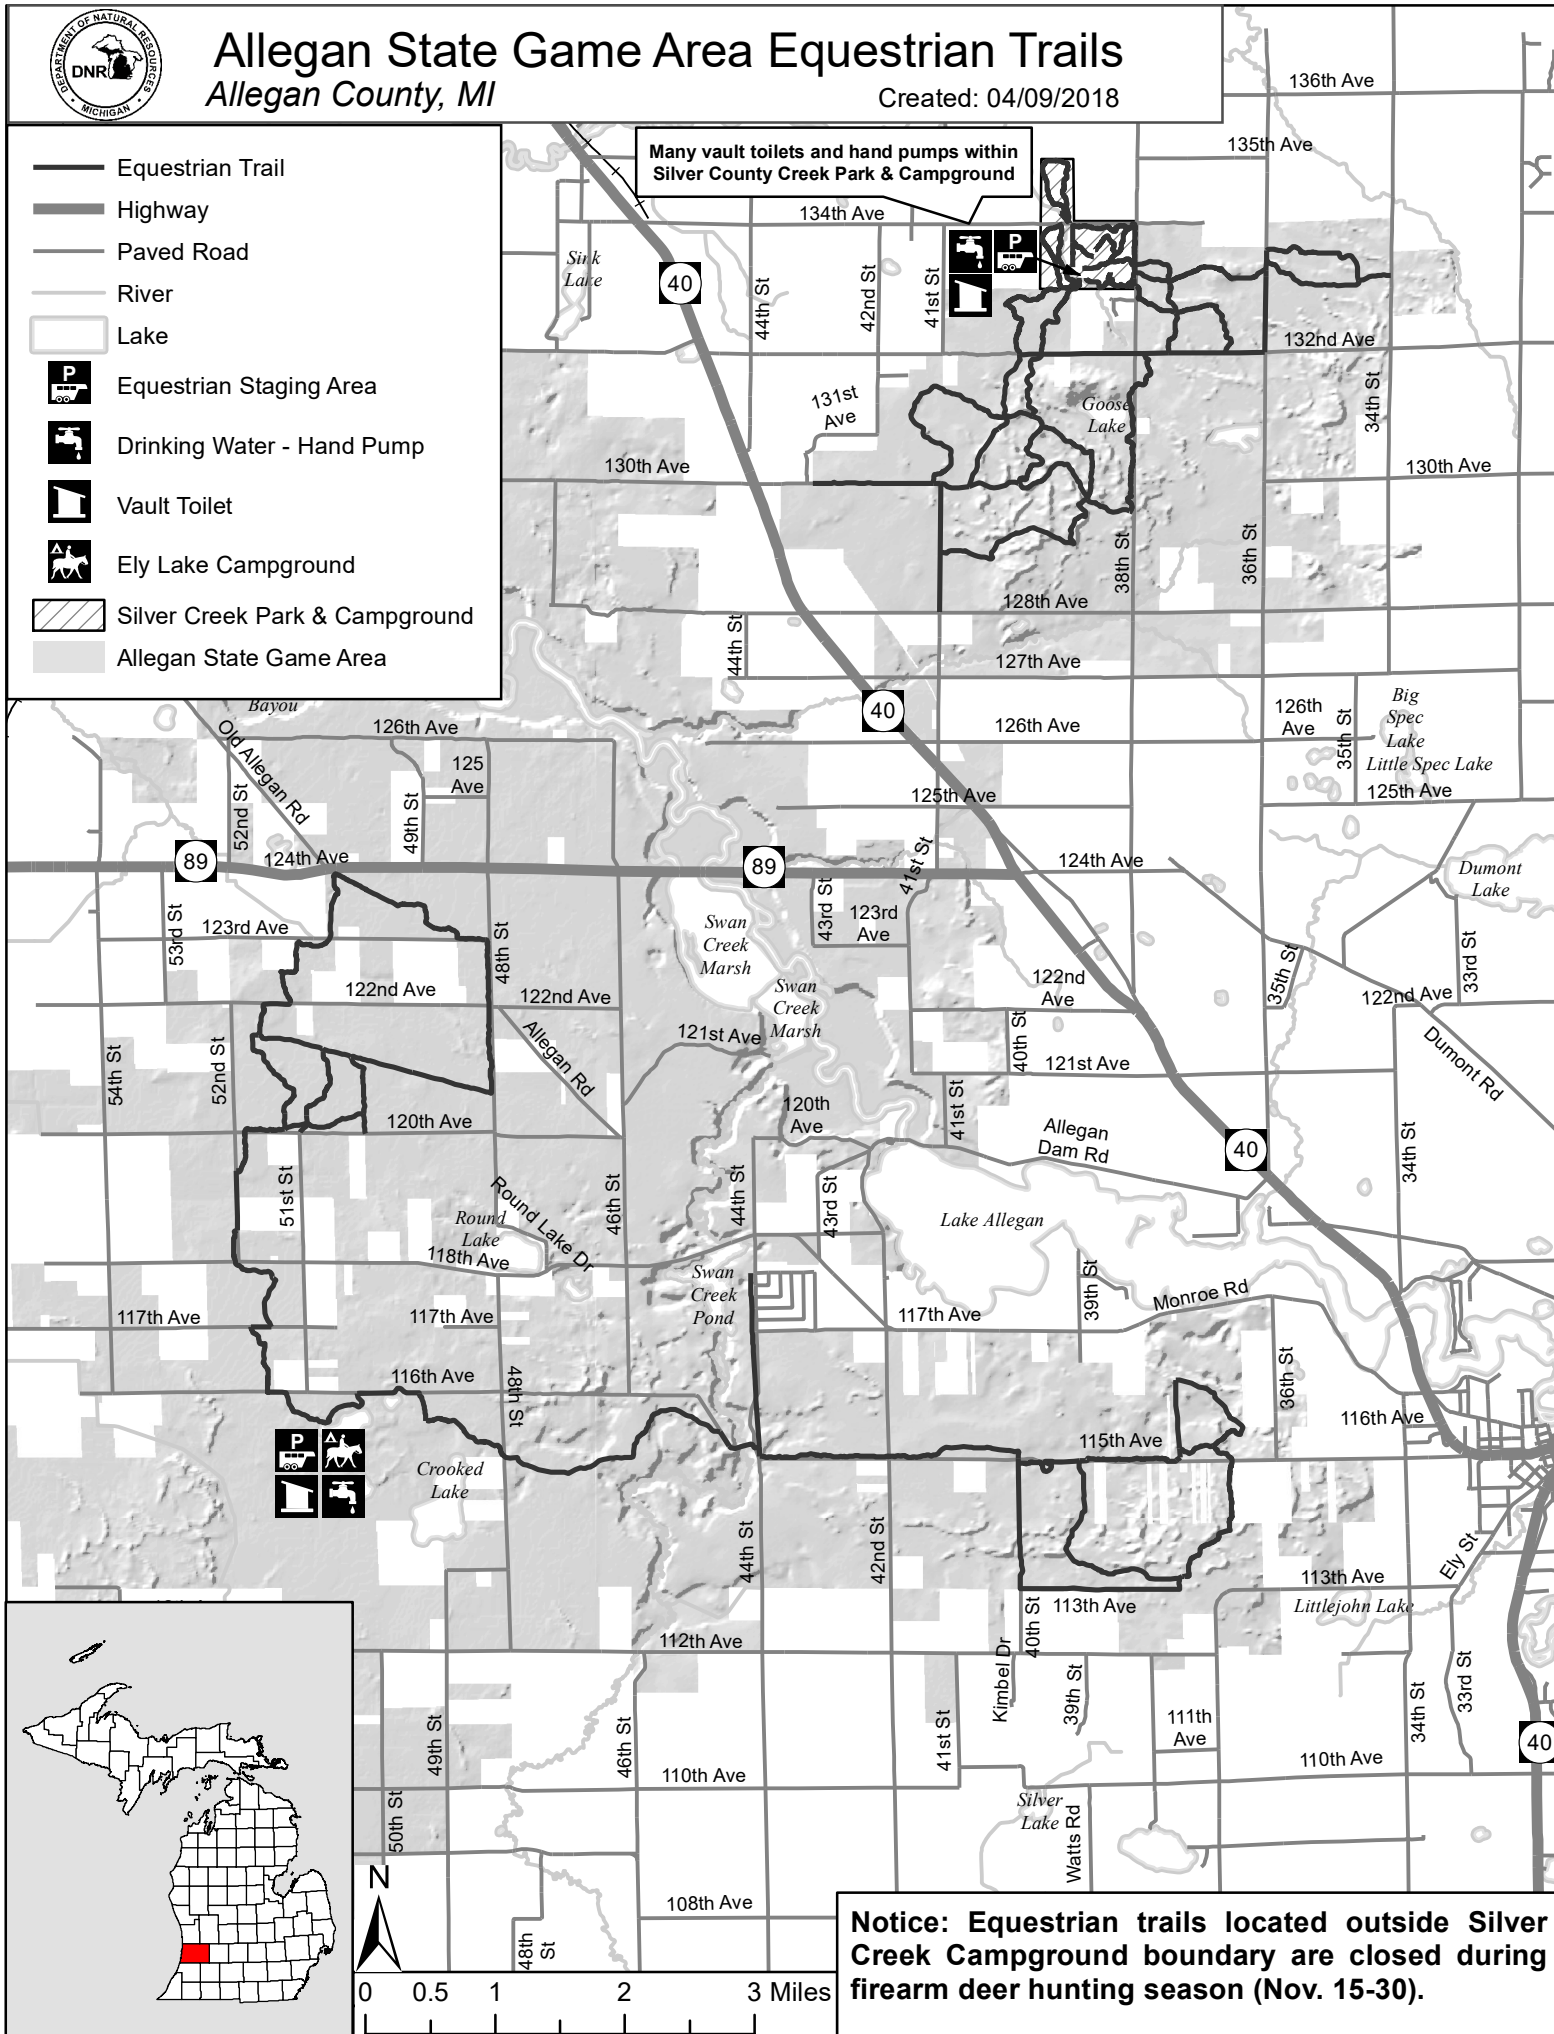 DEPARTMENT OF NATURAL RESOURCES
DNR
MICHIGAN
Allegan State Game Area Equestrian Trails
Allegan County, MI
Created: 04/09/2018
Equestrian Trail
Highway
Paved Road
River
Lake
P
Equestrian Staging Area
Drinking Water - Hand Pump
Vault Toilet
Ely Lake Campground
Silver Creek Park & Campground
Allegan State Game Area
Many vault toilets and hand pumps within
Silver County Creek Park & Campground
136th Ave
135th Ave
134th Ave
Sink
Lake
40
44th St
42nd St
41st St
P
132nd Ave
131st
Ave
Goose
Lake
34th St
130th Ave
130th Ave
38th St
36th St
128th Ave
44th St
127th Ave
Bayou
126th Ave
40
126th Ave
126th
Ave
35th St
Big
Spec
Lake
Little Spec Lake
Old Allegan Rd
125
Ave
52nd St
49th St
125th Ave
125th Ave
89
124th Ave
89
41st St
124th Ave
Dumont
Lake
53rd St
123rd Ave
48th St
Swan
Creek
Marsh
43rd St
123rd
Ave
33rd St
35th St
122nd Ave
122nd Ave
Swan
Creek
Marsh
122nd
Ave
122nd Ave
54th St
52nd St
Allegan Rd
121st Ave
40th St
121st Ave
Dumont Rd
120th Ave
120th
Ave
41st St
Allegan
Dam Rd
40
34th St
51st St
Round
Lake
Round Lake Dr
46th St
44th St
43rd St
Lake Allegan
118th Ave
Swan
Creek
Pond
39th St
Monroe Rd
117th Ave
117th Ave
117th Ave
116th Ave
48th St
36th St
116th Ave
115th Ave
P
Crooked
Lake
44th St
42nd St
Ely St
113th Ave
113th Ave
Littlejohn Lake
40th St
112th Ave
Kimbel Dr
39th St
33rd St
34th St
49th St
46th St
41st St
111th
Ave
40
110th Ave
110th Ave
50th St
Silver
Lake
Watts Rd
N
108th Ave
48th
St
0 0.5 1 2 3 Miles
Notice: Equestrian trails located outside Silver
Creek Campground boundary are closed during
firearm deer hunting season (Nov. 15-30).